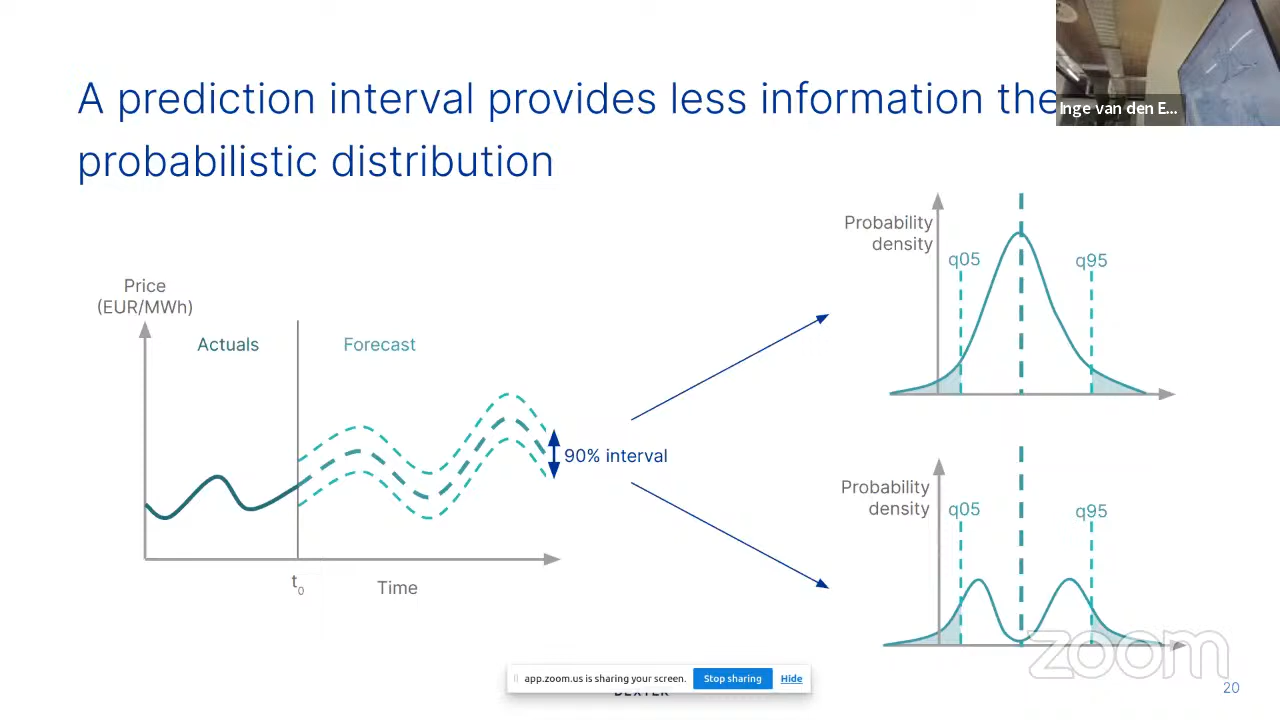 A prediction interval provides less information the
probabilistic distribution
Inge van den E...
Price
(EUR/MWh)
Actuals
Forecast
90% interval
t0
Time
Probability
density
q05
q95
Probability
density
q05
q95
zoom
app.zoom.us is sharing your screen.
Stop sharing
Hide
20